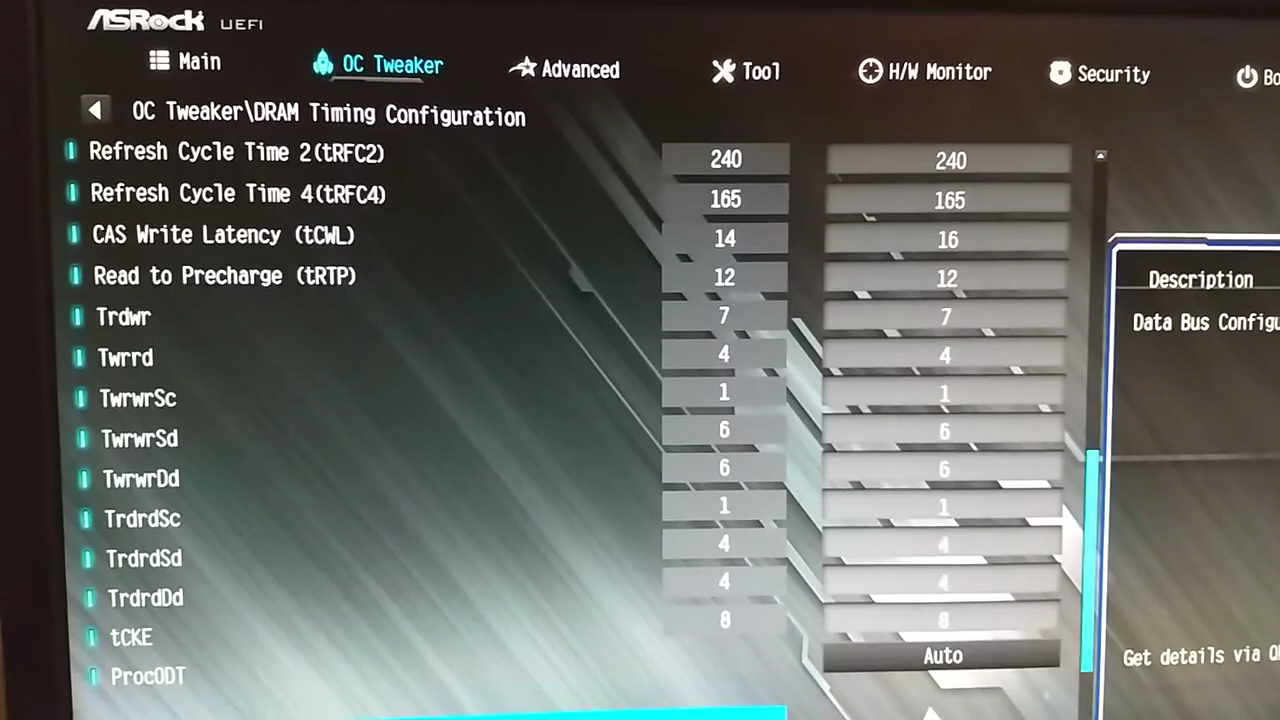 ASRock UEFI
Main OC Tweaker Advanced Tool H/W Monitor Security Bo
OC Tweaker\DRAM Timing Configuration
Refresh Cycle Time 2(tRFC2) 240 240
Refresh Cycle Time 4(tRFC4) 165 165
CAS Write Latency (tCWL) 14 16
Read to Precharge (tRTP) 12 12
Trdwr 7 7
Twrrd 4 4
TwrwrSc 1 1
TwrwrSd 6 6
TwrwrDd 6 6
TrdrdSc 1 1
TrdrdSd 4 4
TrdrdDd 4 4
tCKE 8 8
ProcODT Auto
Description
Data Bus Configu
Get details via Q